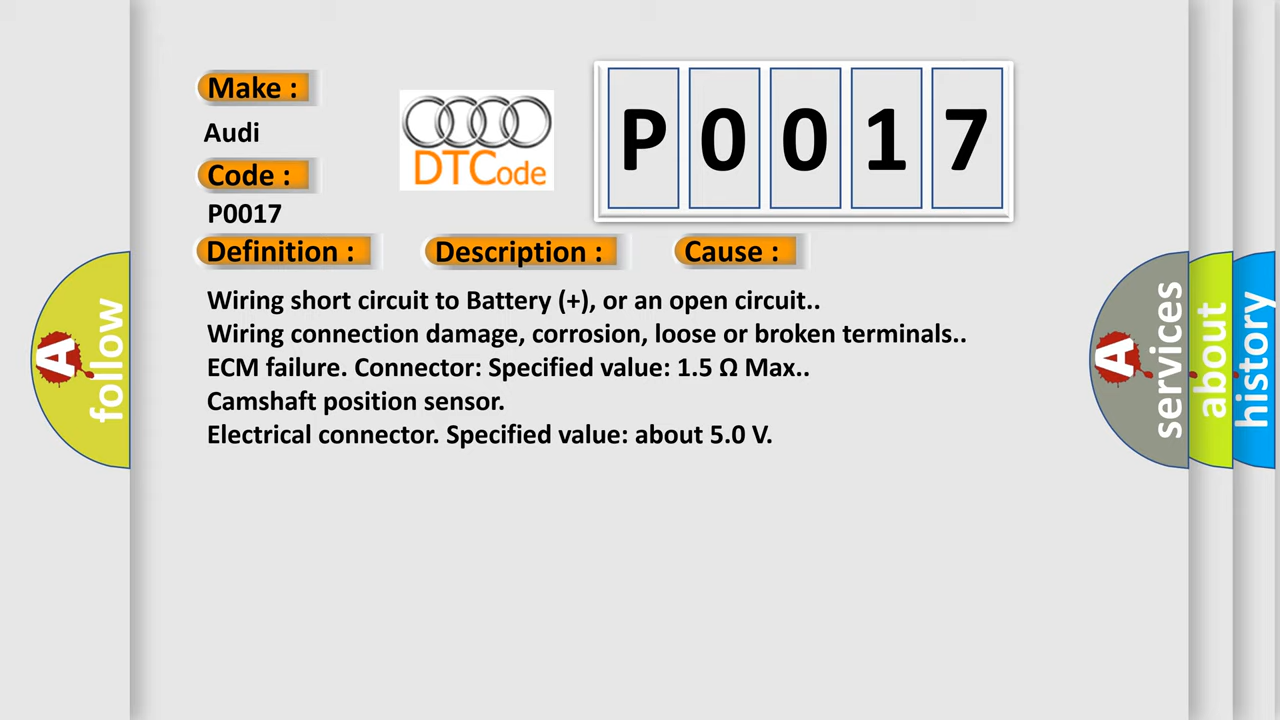 Make :
Audi
Code :
P0017
DTCode
P0017
Definition :
Description :
Cause :
Wiring short circuit to Battery (+), or an open circuit..
Wiring connection damage, corrosion, loose or broken terminals..
ECM failure. Connector: Specified value: 1.5 Ω Max..
Camshaft position sensor.
Electrical connector. Specified value: about 5.0 V.
A follow
A services
about
history